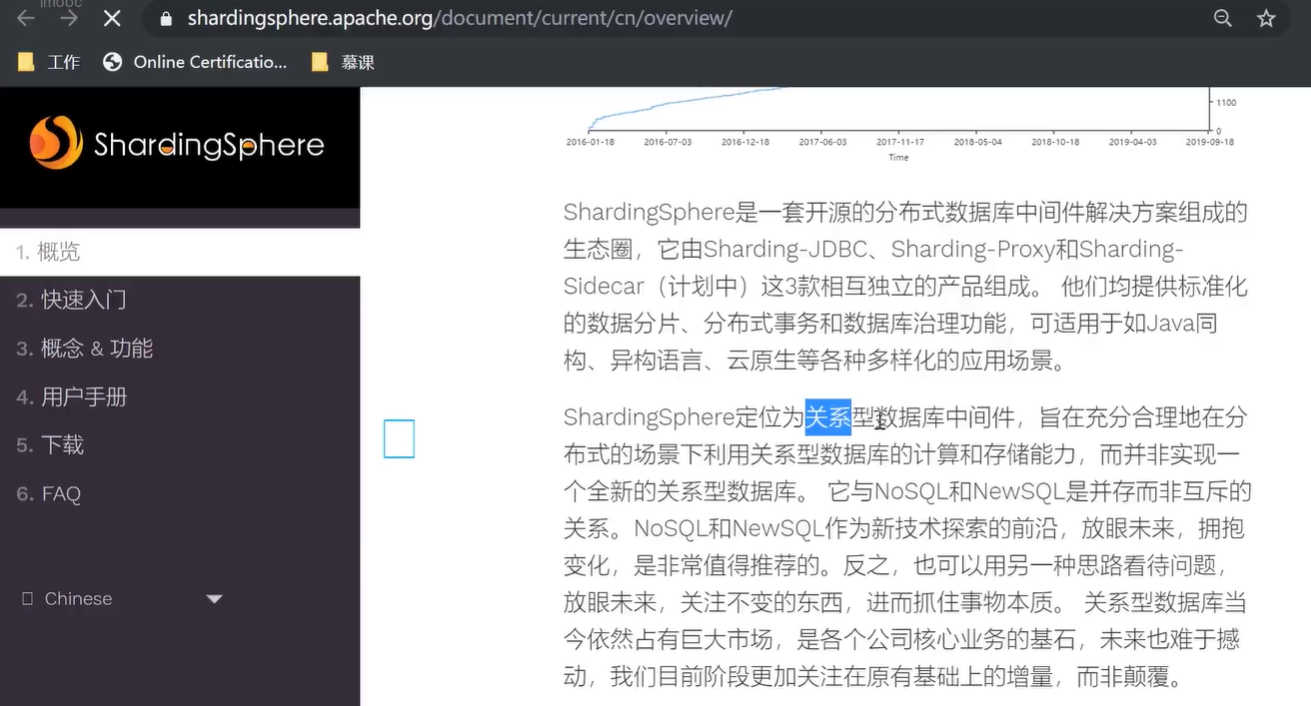 imooc
shardingsphere.apache.org/document/current/cn/overview/
工作
Online Certificatio...
慕课
ShardingSphere
1. 概览
2. 快速入门
3. 概念 & 功能
4. 用户手册
5. 下载
6. FAQ
Chinese
1100
0
2016-01-18 2016-07-03 2016-12-18 2017-06-03 2017-11-17 2018-05-04 2018-10-18 2019-04-03 2019-09-18
Time
ShardingSphere是一套开源的分布式数据库中间件解决方案组成的
生态圈，它由Sharding-JDBC、Sharding-Proxy和Sharding-
Sidecar（计划中）这3款相互独立的产品组成。 他们均提供标准化
的数据分片、分布式事务和数据库治理功能，可适用于如Java同
构、异构语言、云原生等各种多样化的应用场景。
ShardingSphere定位为关系型数据库中间件，旨在充分合理地在分
布式的场景下利用关系型数据库的计算和存储能力，而并非实现一
个全新的关系型数据库。 它与NoSQL和NewSQL是并存而非互斥的
关系。NoSQL和NewSQL作为新技术探索的前沿，放眼未来，拥抱
变化，是非常值得推荐的。反之，也可以用另一种思路看待问题，
放眼未来，关注不变的东西，进而抓住事物本质。 关系型数据库当
今依然占有巨大市场，是各个公司核心业务的基石，未来也难于撼
动，我们目前阶段更加关注在原有基础上的增量，而非颠覆。